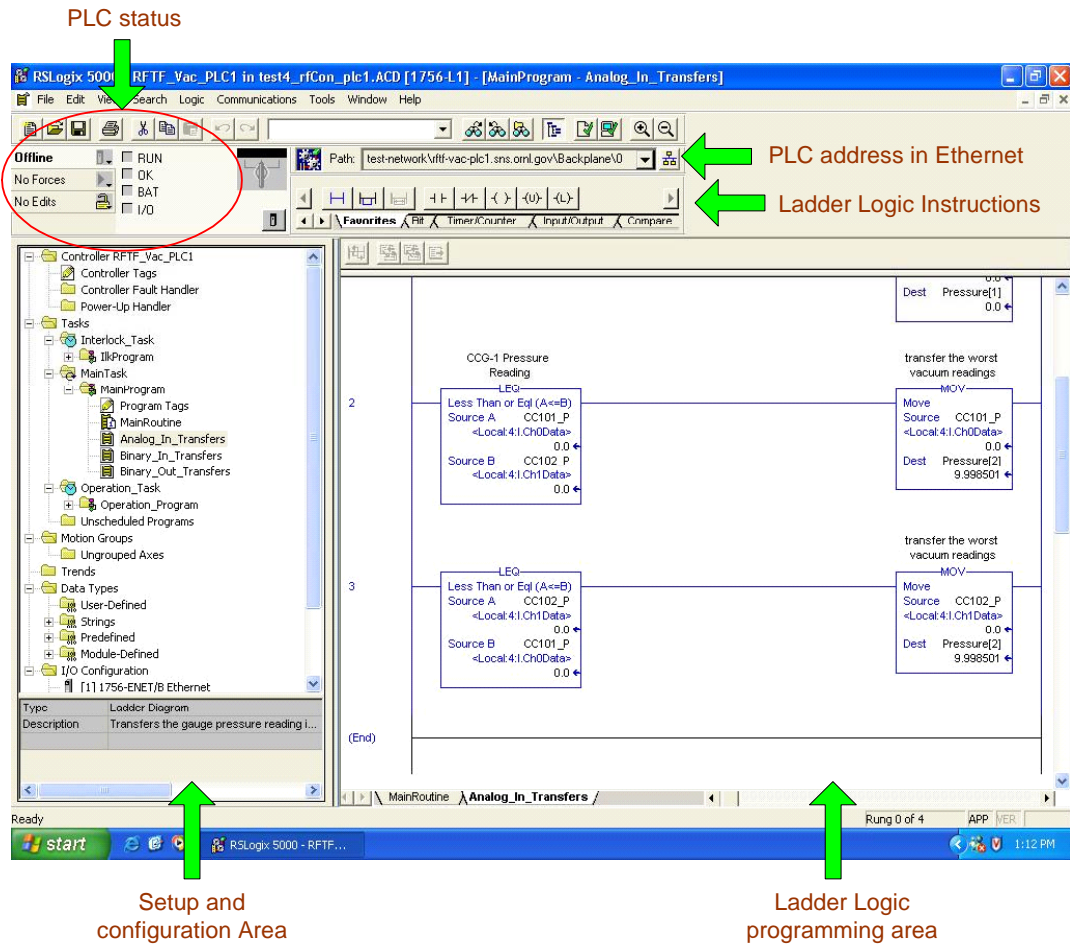 PLC status
RSLogix 5000 RFTF_Vac_PLC1 in test4_rfCon_plc1.ACD [1756-L1] - [MainProgram - Analog_In_Transfers]
File Edit Search Logic Communications Tools Window Help
Offline
RUN
No Forces
OK
No Edits
BAT
I/O
Path: test-network\rftf-vac-plc1.sns.ornl.gov\Backplane\0
PLC address in Ethernet
Ladder Logic Instructions
Favorites Bit Timer/Counter Input/Output Compare
Controller RFTF_Vac_PLC1
Controller Tags
Controller Fault Handler
Power-Up Handler
Tasks
Interlock_Task
IlkProgram
MainTask
MainProgram
Program Tags
MainRoutine
Analog_In_Transfers
Binary_In_Transfers
Binary_Out_Transfers
Operation_Task
Operation_Program
Unscheduled Programs
Motion Groups
Ungrouped Axes
Trends
Data Types
User-Defined
Strings
Predefined
Module-Defined
I/O Configuration
[1] 1756-ENET/B Ethernet
Type Ladder Diagram
Description Transfers the gauge pressure reading i...
0.0
Dest Pressure[1]
0.0
2
CCG-1 Pressure
Reading
LEQ
Less Than or Eql (A<=B)
Source A CC101_P
<Local:4:I.Ch0Data>
0.0
Source B CC102_P
<Local:4:I.Ch1Data>
0.0
transfer the worst
vacuum readings
MOV
Move
Source CC101_P
<Local:4:I.Ch0Data>
0.0
Dest Pressure[2]
9.998501
3
LEQ
Less Than or Eql (A<=B)
Source A CC102_P
<Local:4:I.Ch1Data>
0.0
Source B CC101_P
<Local:4:I.Ch0Data>
0.0
transfer the worst
vacuum readings
MOV
Move
Source CC102_P
<Local:4:I.Ch1Data>
0.0
Dest Pressure[2]
9.998501
(End)
MainRoutine Analog_In_Transfers
Ready
Rung 0 of 4 APP VER
start
RSLogix 5000 - RFTF...
1:12 PM
Setup and
configuration Area
Ladder Logic
programming area